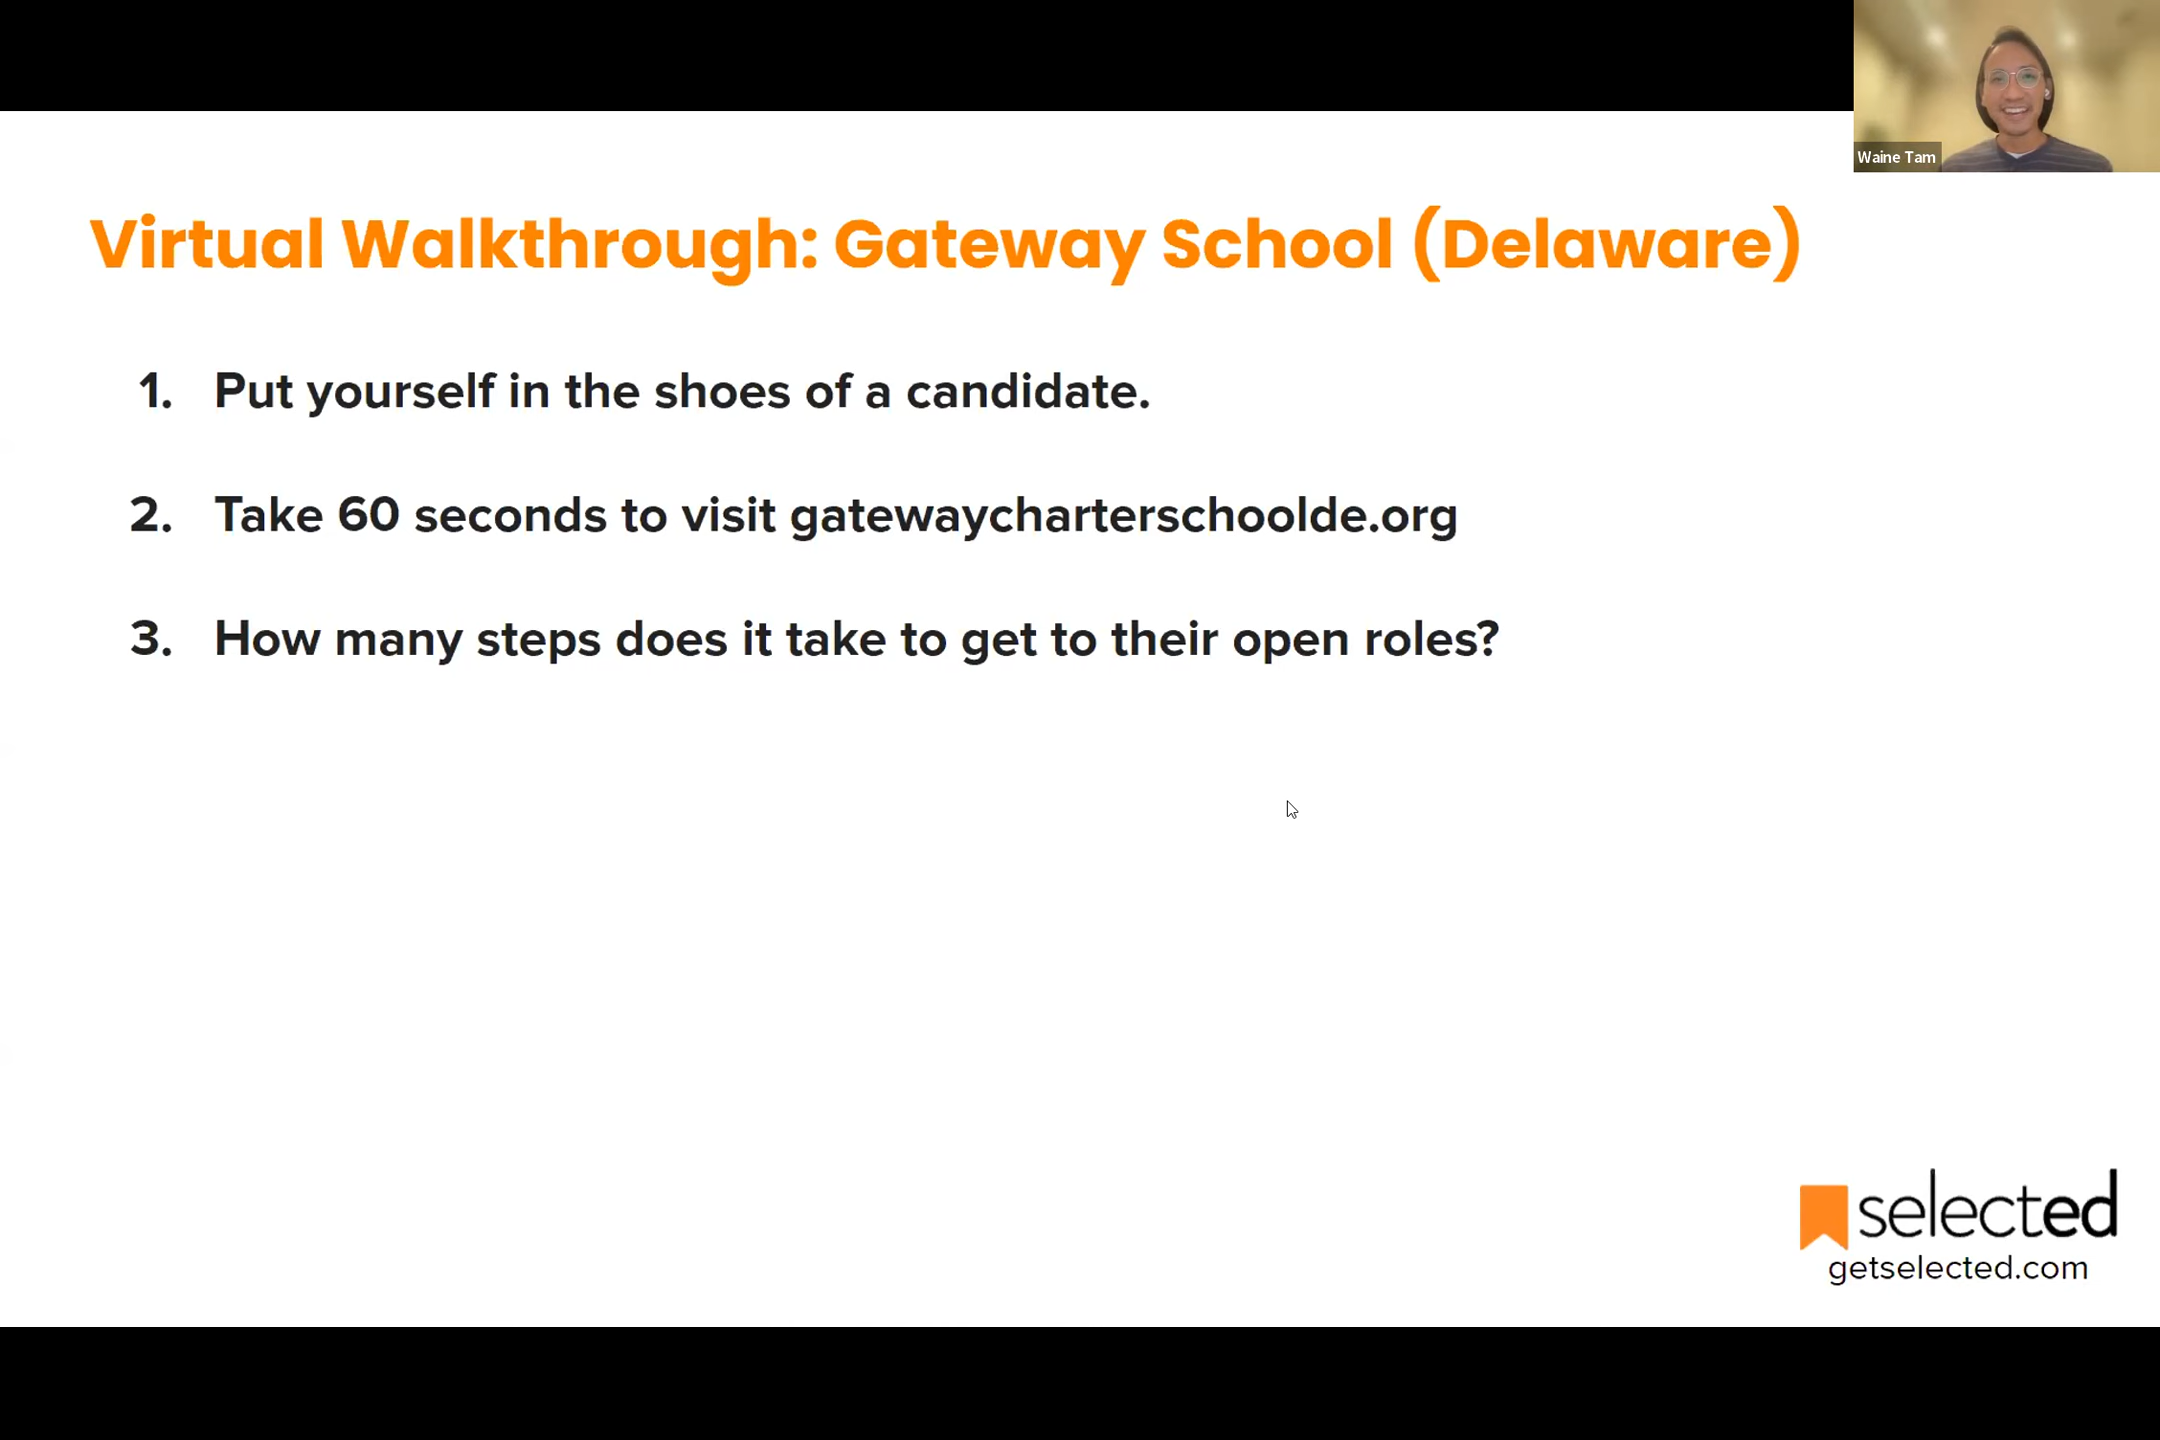 Waine Tam
Virtual Walkthrough: Gateway School (Delaware)
1. Put yourself in the shoes of a candidate.
2. Take 60 seconds to visit gatewaycharterschoolde.org
3. How many steps does it take to get to their open roles?
selected
getselected.com